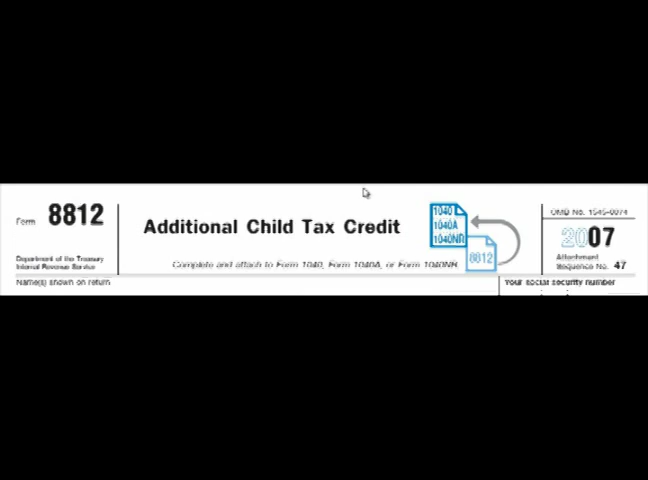 Form 8812
Additional Child Tax Credit
1040
1040A
1040NR
8812
OMB No. 1545-0074
2007
Department of the Treasury
Internal Revenue Service
Complete and attach to Form 1040, Form 1040A, or Form 1040NR.
Attachment
Sequence No. 47
Name(s) shown on return
Your social security number